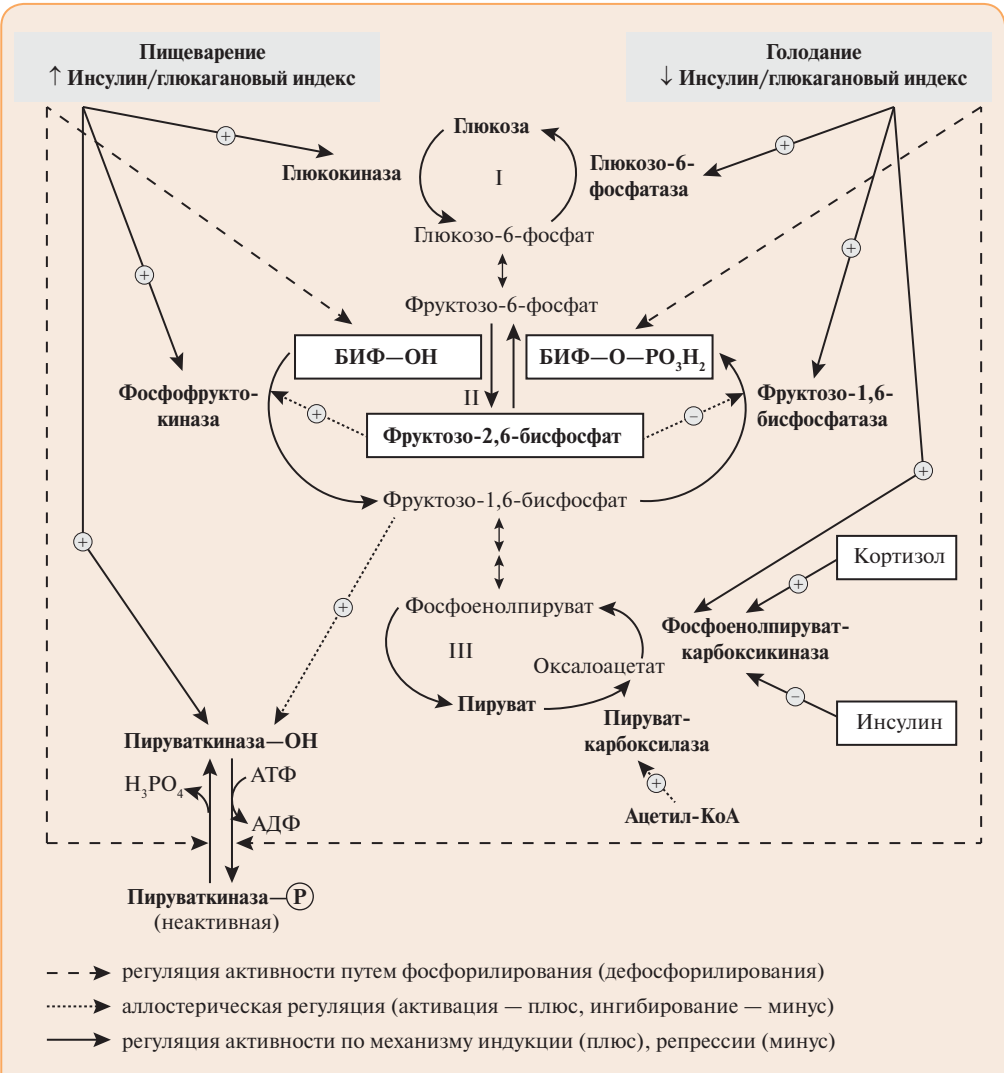 Пищеварение
↑ Инсулин/глюкагановый индекс
Голодание
↓ Инсулин/глюкагановый индекс
Глюкоза
+
+
Глюкокиназа
I
Глюкозо-6-
фосфатаза
Глюкозо-6-фосфат
+
+
Фруктозо-6-фосфат
БИФ—OH
БИФ—O—PO₃H₂
Фосфофрукто-
киназа
II
+
–
Фруктозо-1,6-
бисфосфатаза
Фруктозо-2,6-бисфосфат
+
Фруктозо-1,6-бисфосфат
+
Кортизол
+
+
Фосфоенолпируват
Фосфоенолпируват-
карбоксикиназа
III
Оксалоацетат
Пируват
–
Инсулин
Пируват-
карбоксилаза
Пируваткиназа—OH
+
H₃PO₄
АТФ
АДФ
Ацетил-КоА
Пируваткиназа—P
(неактивная)
регуляция активности путем фосфорилирования (дефосфорилирования)
аллостерическая регуляция (активация — плюс, ингибирование — минус)
регуляция активности по механизму индукции (плюс), репрессии (минус)